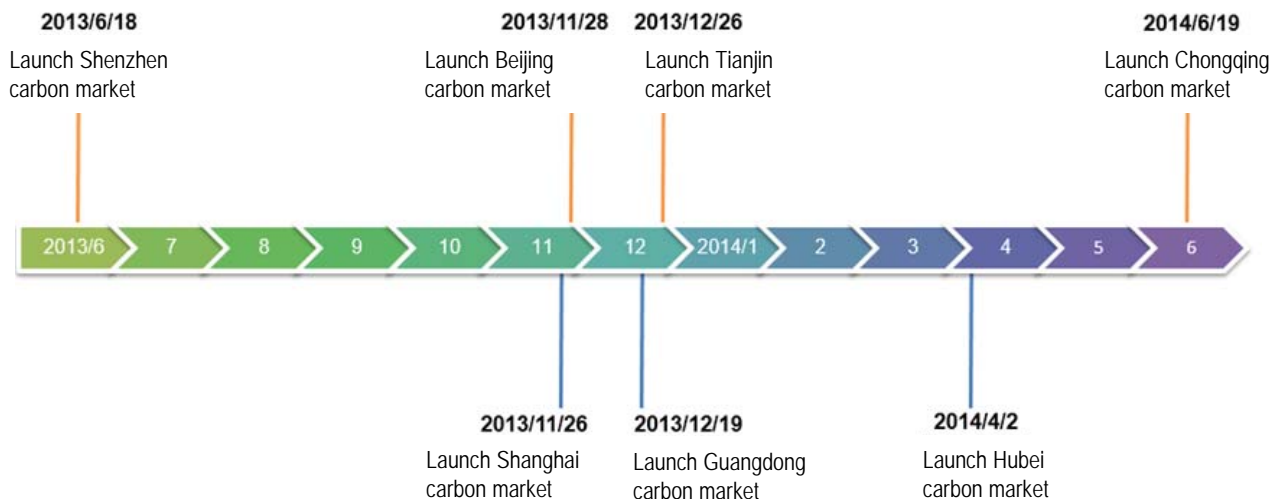 2013/6/18
Launch Shenzhen
carbon market
2013/11/28
Launch Beijing
carbon market
2013/12/26
Launch Tianjin
carbon market
2014/6/19
Launch Chongqing
carbon market
2013/6
7
8
9
10
11
12
2014/1
2
3
4
5
6
2013/11/26
Launch Shanghai
carbon market
2013/12/19
Launch Guangdong
carbon market
2014/4/2
Launch Hubei
carbon market